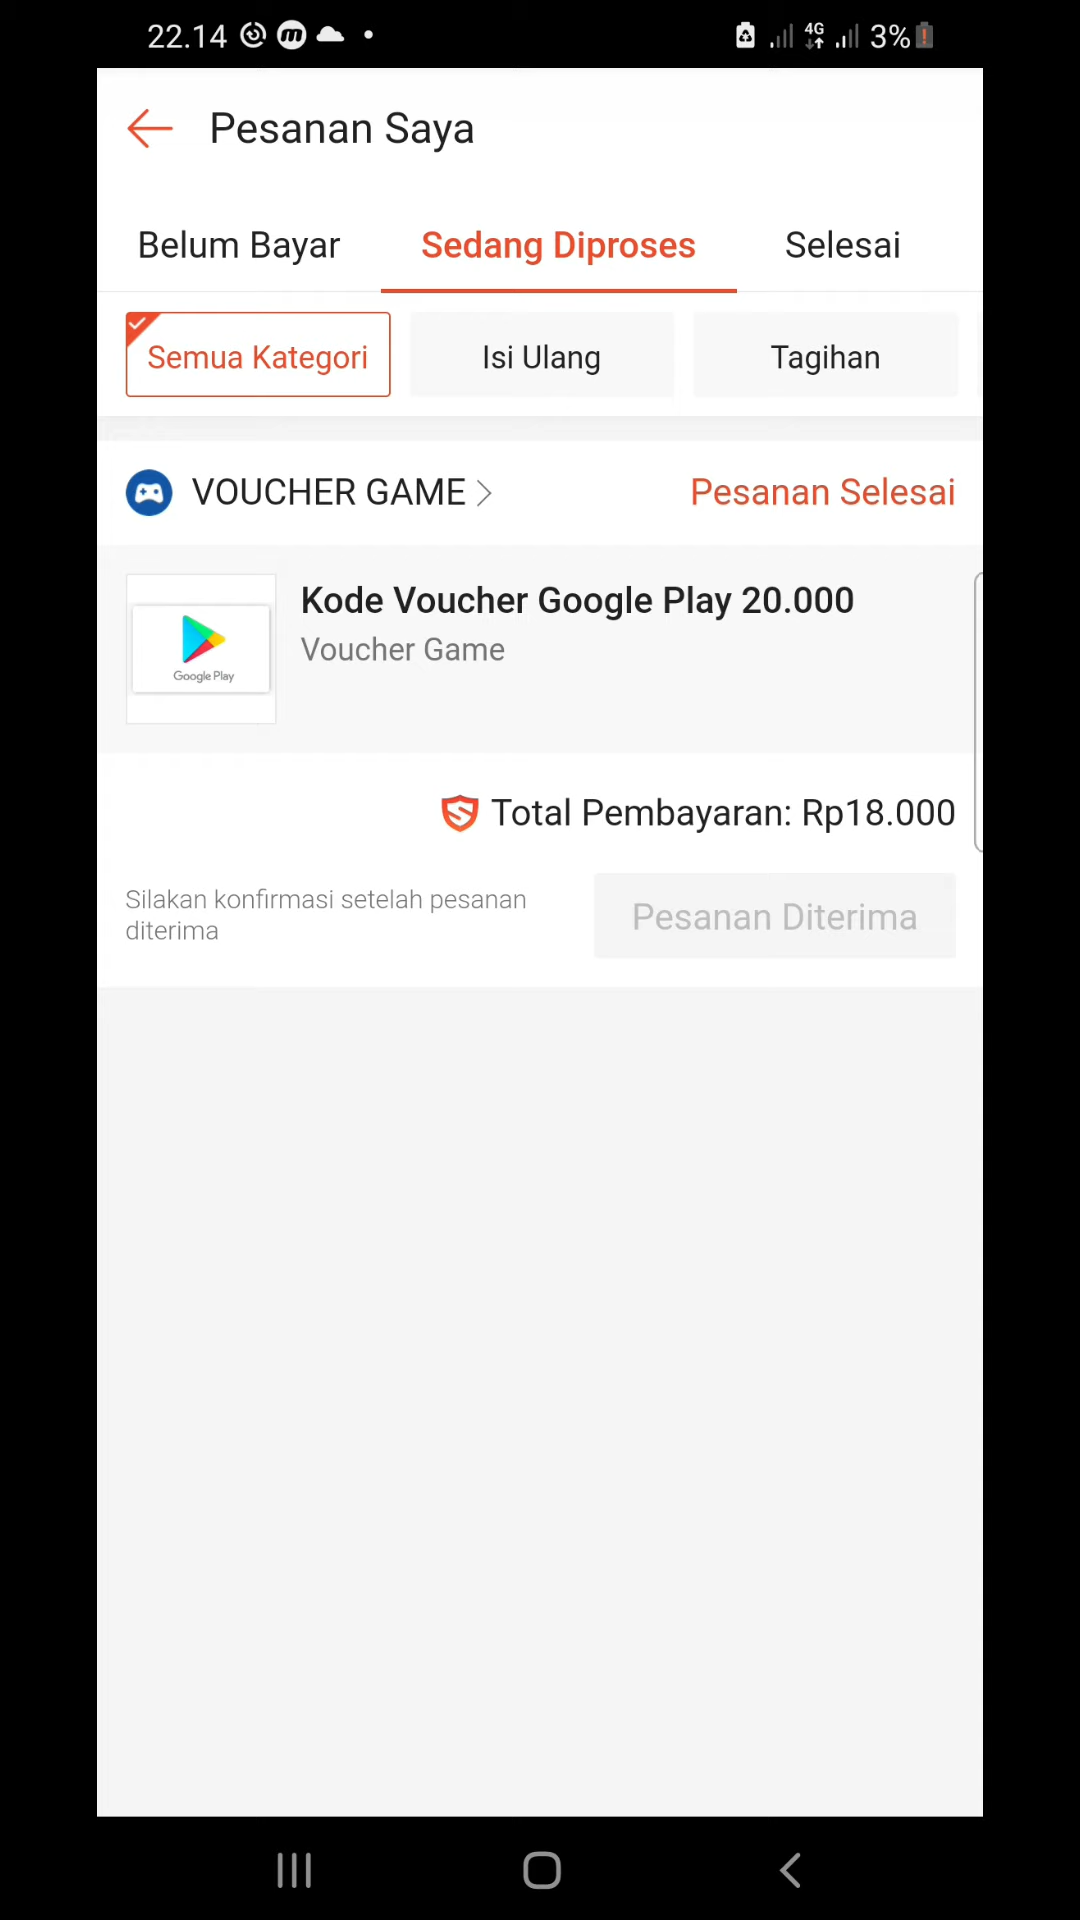 22.14 4G 3%
Pesanan Saya
Belum Bayar Sedang Diproses Selesai
Semua Kategori Isi Ulang Tagihan
VOUCHER GAME Pesanan Selesai
Kode Voucher Google Play 20.000
Voucher Game
Google Play
Total Pembayaran: Rp18.000
Silakan konfirmasi setelah pesanan
diterima
Pesanan Diterima